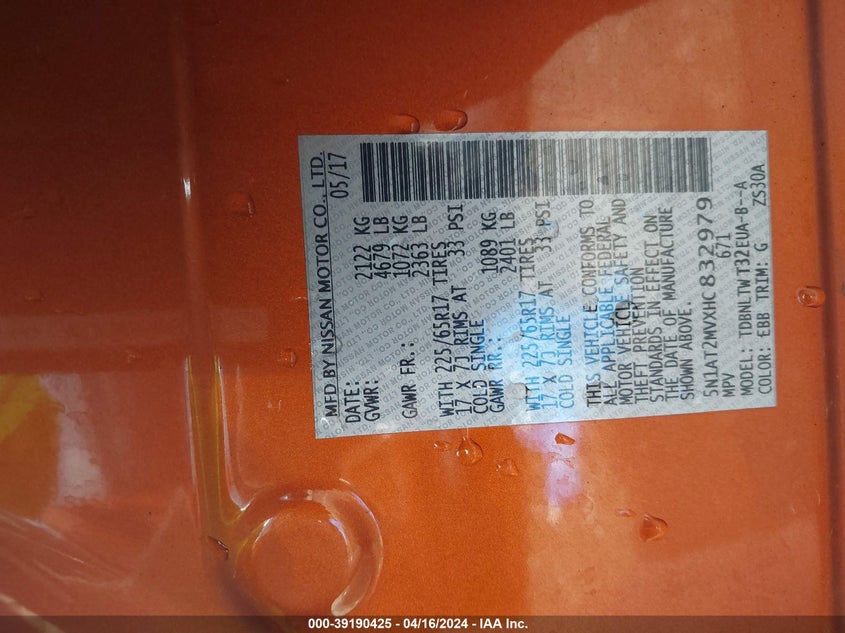 MFD BY NISSAN MOTOR CO., LTD.
DATE: 05/17
GVWR: 2122 KG
4679 LB
GAWR FR.: 1072 KG
2363 LB
WITH 225/65R17 TIRES
17 X 7J RIMS AT 33 PSI
COLD SINGLE
GAWR RR.: 1089 KG
2401 LB
WITH 225/65R17 TIRES
17 X 7J RIMS AT 33 PSI
COLD SINGLE
THIS VEHICLE CONFORMS TO
ALL APPLICABLE FEDERAL
MOTOR VEHICLE SAFETY AND
THEFT PREVENTION
STANDARDS IN EFFECT ON
THE DATE OF MANUFACTURE
SHOWN ABOVE.
5N1AT2MVXHC832979
MPV 671
MODEL: TDBNLTWT32EUA-B--A
COLOR: EBB TRIM: G ZS30A
000-39190425 - 04/16/2024 - IAA Inc.